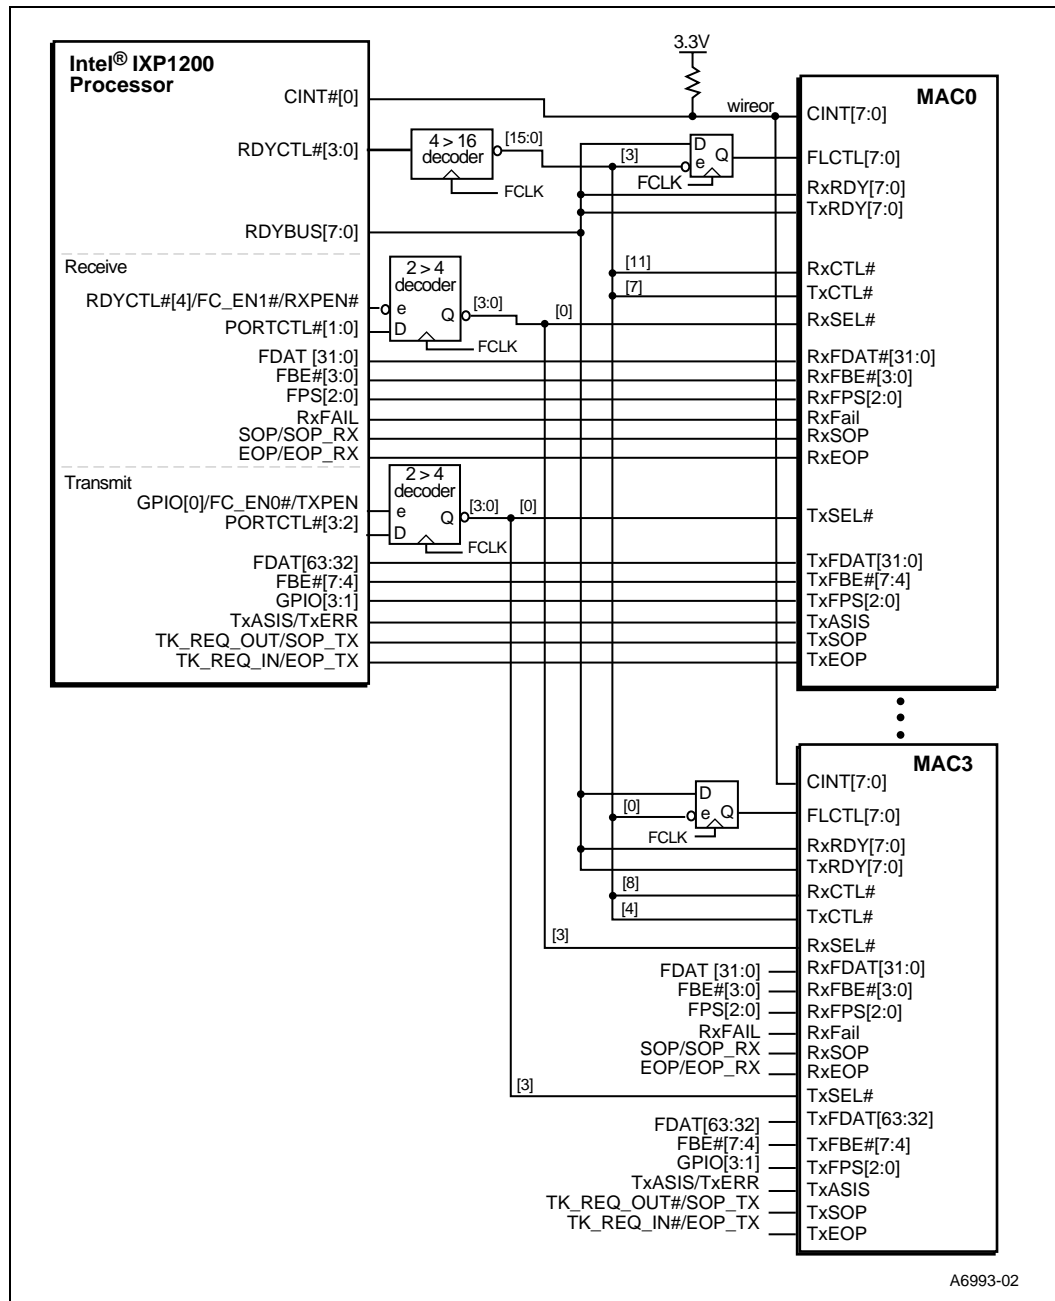 Intel® IXP1200
Processor
CINT#[0]
RDYCTL#[3:0]
RDYBUS[7:0]
Receive
RDYCTL#[4]/FC_EN1#/RXPEN#
PORTCTL#[1:0]
FDAT [31:0]
FBE#[3:0]
FPS[2:0]
RxFAIL
SOP/SOP_RX
EOP/EOP_RX
Transmit
GPIO[0]/FC_EN0#/TXPEN
PORTCTL#[3:2]
FDAT[63:32]
FBE#[7:4]
GPIO[3:1]
TxASIS/TxERR
TK_REQ_OUT/SOP_TX
TK_REQ_IN/EOP_TX
4 > 16
decoder
[15:0]
FCLK
3.3V
wireor
[3]
D
e
Q
FCLK
2 > 4
decoder
e
Q
D
[3:0]
[0]
FCLK
[11]
[7]
2 > 4
decoder
e
Q
D
[3:0]
[0]
FCLK
MAC0
CINT[7:0]
FLCTL[7:0]
RxRDY[7:0]
TxRDY[7:0]
RxCTL#
TxCTL#
RxSEL#
RxFDAT#[31:0]
RxFBE#[3:0]
RxFPS[2:0]
RxFail
RxSOP
RxEOP
TxSEL#
TxFDAT[31:0]
TxFBE#[7:4]
TxFPS[2:0]
TxASIS
TxSOP
TxEOP
D
e
Q
[0]
FCLK
[8]
[4]
[3]
[3]
FDAT [31:0]
FBE#[3:0]
FPS[2:0]
RxFAIL
SOP/SOP_RX
EOP/EOP_RX
FDAT[63:32]
FBE#[7:4]
GPIO[3:1]
TxASIS/TxERR
TK_REQ_OUT#/SOP_TX
TK_REQ_IN#/EOP_TX
MAC3
CINT[7:0]
FLCTL[7:0]
RxRDY[7:0]
TxRDY[7:0]
RxCTL#
TxCTL#
RxSEL#
RxFDAT[31:0]
RxFBE#[3:0]
RxFPS[2:0]
RxFail
RxSOP
RxEOP
TxSEL#
TxFDAT[63:32]
TxFBE#[7:4]
TxFPS[2:0]
TxASIS
TxSOP
TxEOP
A6993-02